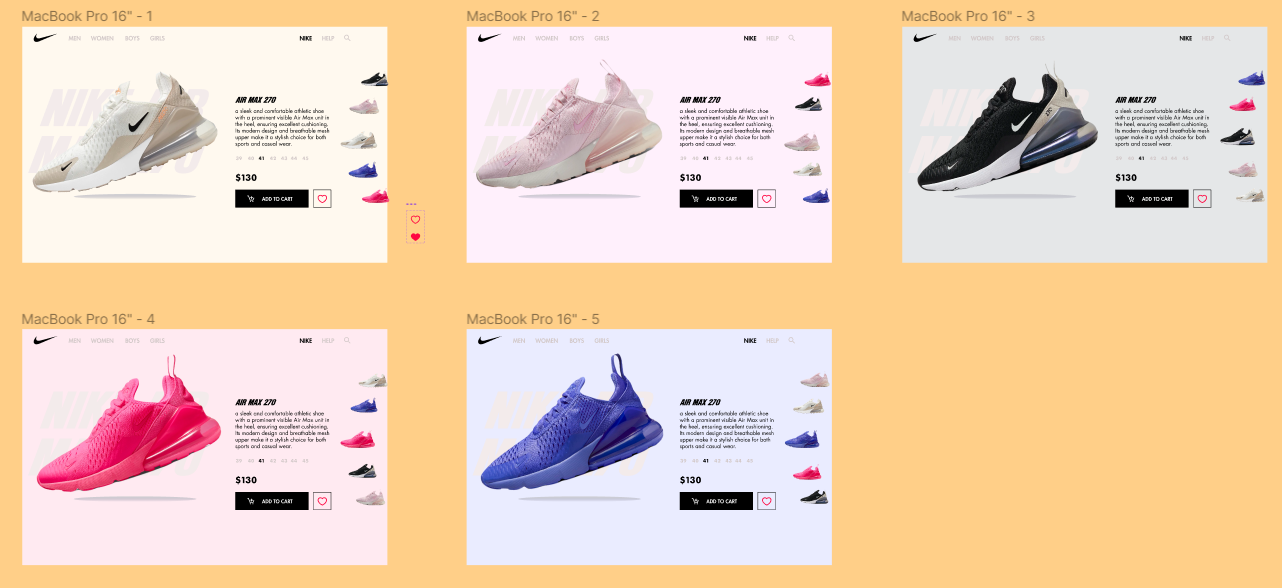 MacBook Pro 16" - 1
MEN WOMEN BOYS GIRLS NIKE HELP
AIR MAX 270
a sleek and comfortable athletic shoe
with a prominent visible Air Max unit in
the heel, ensuring excellent cushioning.
Its modern design and breathable mesh
upper make it a stylish choice for both
sports and casual wear.
39 40 41 42 43 44 45
$130
ADD TO CART
MacBook Pro 16" - 2
MEN WOMEN BOYS GIRLS NIKE HELP
AIR MAX 270
a sleek and comfortable athletic shoe
with a prominent visible Air Max unit in
the heel, ensuring excellent cushioning.
Its modern design and breathable mesh
upper make it a stylish choice for both
sports and casual wear.
39 40 41 42 43 44 45
$130
ADD TO CART
MacBook Pro 16" - 3
MEN WOMEN BOYS GIRLS NIKE HELP
AIR MAX 270
a sleek and comfortable athletic shoe
with a prominent visible Air Max unit in
the heel, ensuring excellent cushioning.
Its modern design and breathable mesh
upper make it a stylish choice for both
sports and casual wear.
39 40 41 42 43 44 45
$130
ADD TO CART
MacBook Pro 16" - 4
MEN WOMEN BOYS GIRLS NIKE HELP
AIR MAX 270
a sleek and comfortable athletic shoe
with a prominent visible Air Max unit in
the heel, ensuring excellent cushioning.
Its modern design and breathable mesh
upper make it a stylish choice for both
sports and casual wear.
39 40 41 42 43 44 45
$130
ADD TO CART
MacBook Pro 16" - 5
MEN WOMEN BOYS GIRLS NIKE HELP
AIR MAX 270
a sleek and comfortable athletic shoe
with a prominent visible Air Max unit in
the heel, ensuring excellent cushioning.
Its modern design and breathable mesh
upper make it a stylish choice for both
sports and casual wear.
39 40 41 42 43 44 45
$130
ADD TO CART